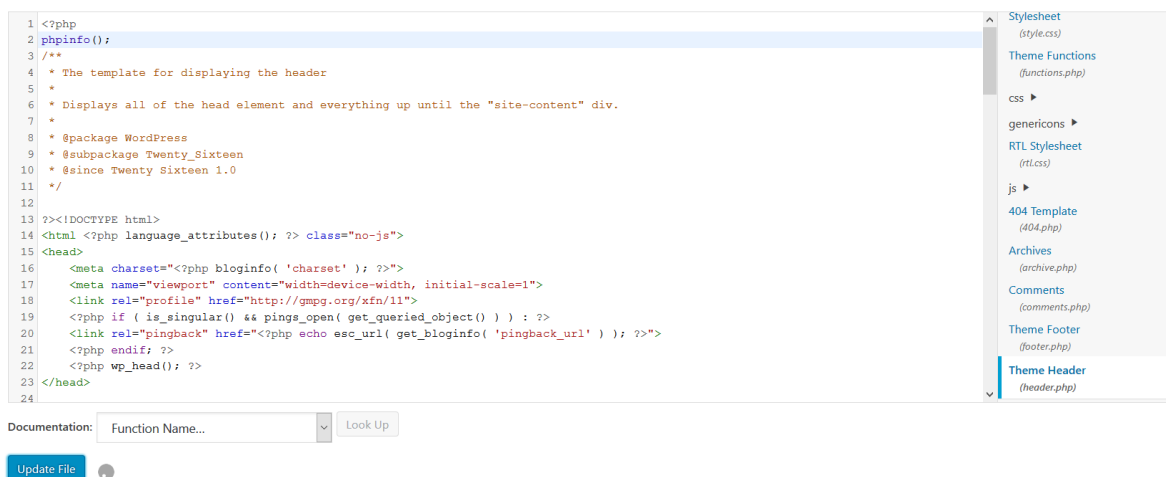 1 <?php
2 phpinfo();
3 /**
4  * The template for displaying the header
5  *
6  * Displays all of the head element and everything up until the "site-content" div.
7  *
8  * @package WordPress
9  * @subpackage Twenty_Sixteen
10  * @since Twenty Sixteen 1.0
11  */
12
13 ?><!DOCTYPE html>
14 <html <?php language_attributes(); ?> class="no-js">
15 <head>
16     <meta charset="<?php bloginfo( 'charset' ); ?>">
17     <meta name="viewport" content="width=device-width, initial-scale=1">
18     <link rel="profile" href="http://gmpg.org/xfn/11">
19     <?php if ( is_singular() && pings_open( get_queried_object() ) ) : ?>
20     <link rel="pingback" href="<?php echo esc_url( get_bloginfo( 'pingback_url' ) ); ?>">
21     <?php endif; ?>
22     <?php wp_head(); ?>
23 </head>
24
Stylesheet
(style.css)
Theme Functions
(functions.php)
css
genericons
RTL Stylesheet
(rtl.css)
js
404 Template
(404.php)
Archives
(archive.php)
Comments
(comments.php)
Theme Footer
(footer.php)
Theme Header
(header.php)
Documentation: Function Name... Look Up
Update File